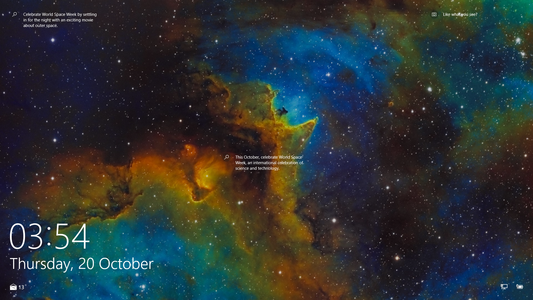 Celebrate World Space Week by settling
in for the night with an exciting movie
about outer space.
Like what you see?
This October, celebrate World Space
Week, an international celebration of
science and technology.
03:54
Thursday, 20 October
13